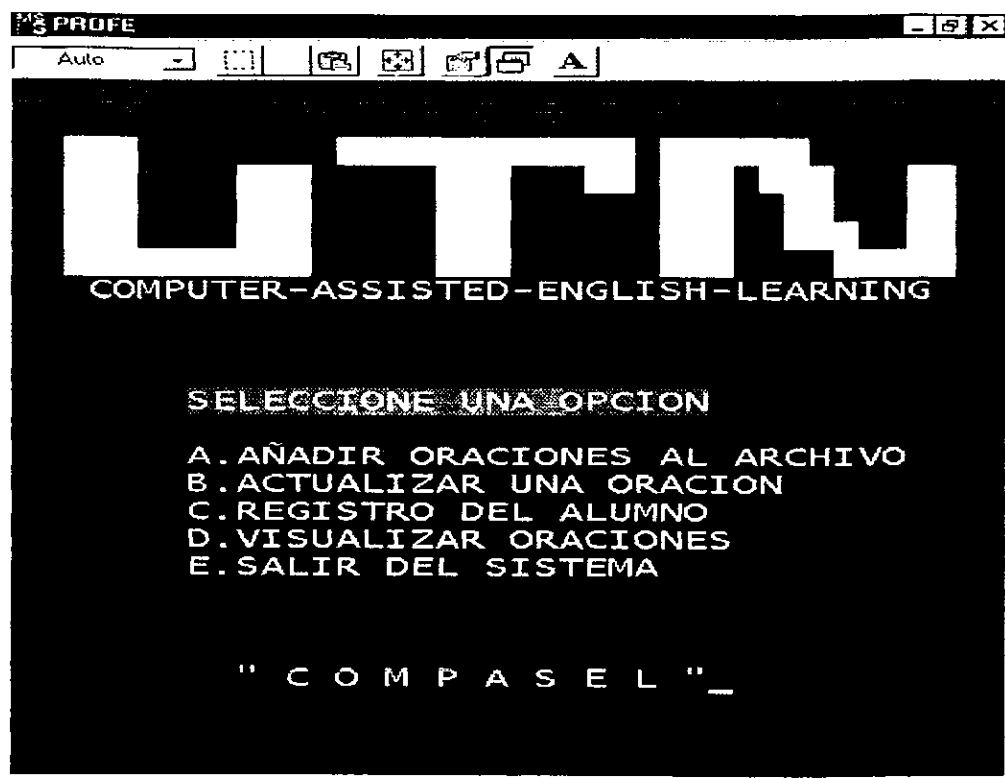 PROFE
Auto
A
UTN
COMPUTER-ASSISTED-ENGLISH-LEARNING
SELECCIONE UNA OPCION
A.AÑADIR ORACIONES AL ARCHIVO
B.ACTUALIZAR UNA ORACION
C.REGISTRO DEL ALUMNO
D.VISUALIZAR ORACIONES
E.SALIR DEL SISTEMA
" C O M P A S E L "_